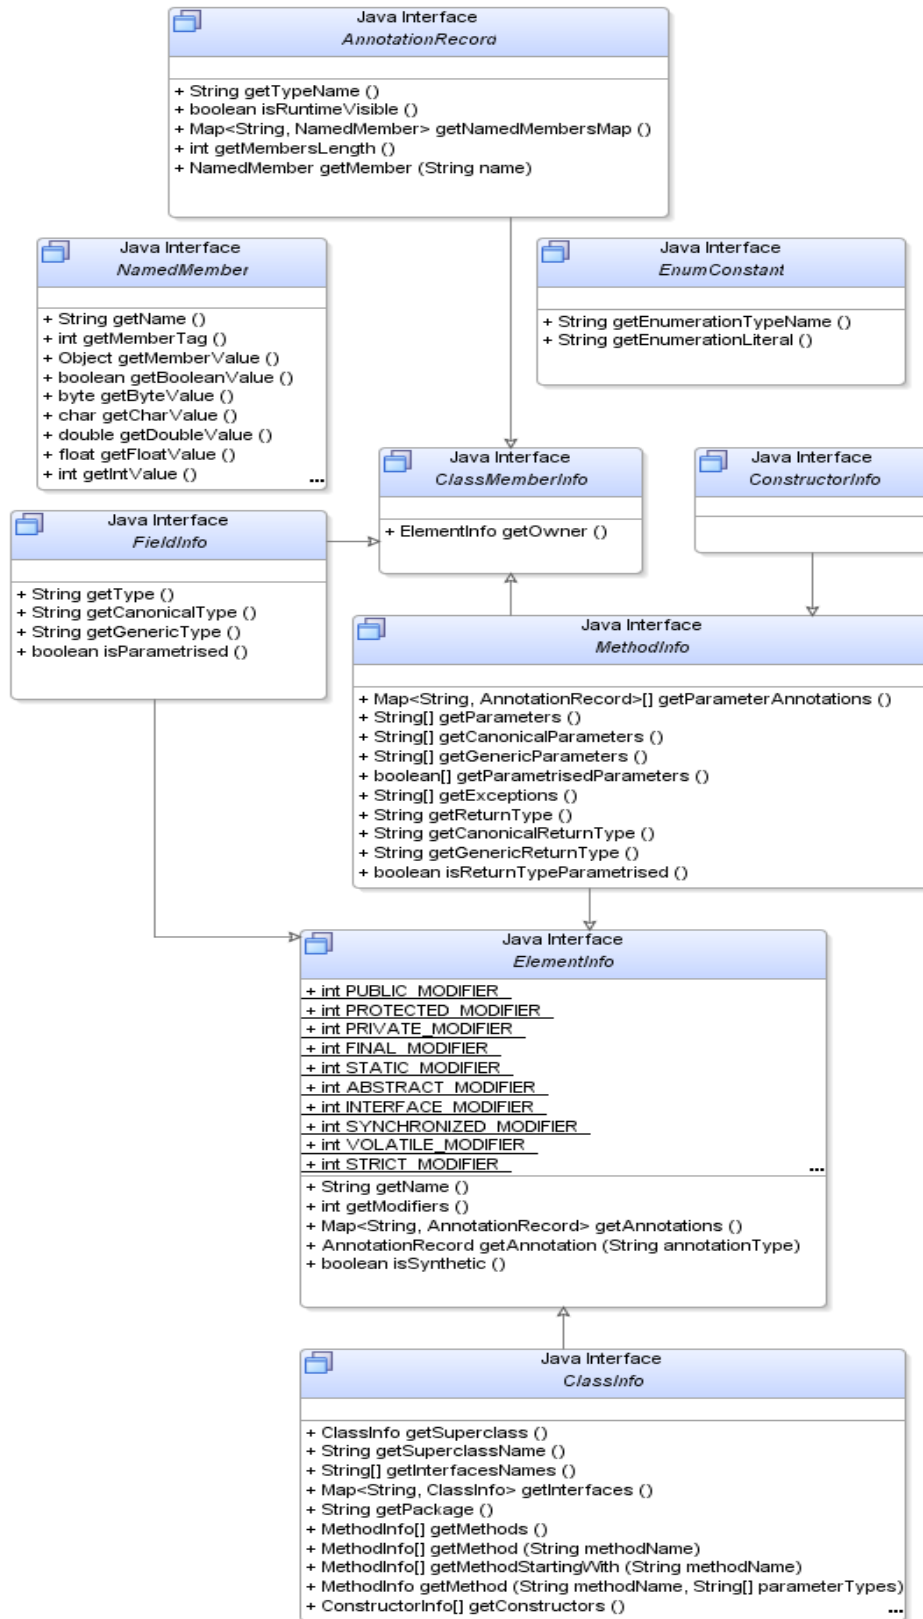 Java Interface
AnnotationRecord
+ String getTypeName ()
+ boolean isRuntimeVisible ()
+ Map<String, NamedMember> getNamedMembersMap ()
+ int getMembersLength ()
+ NamedMember getMember (String name)
Java Interface
NamedMember
+ String getName ()
+ int getMemberTag ()
+ Object getMemberValue ()
+ boolean getBooleanValue ()
+ byte getByteValue ()
+ char getCharValue ()
+ double getDoubleValue ()
+ float getFloatValue ()
+ int getIntValue ()
...
Java Interface
EnumConstant
+ String getEnumerationTypeName ()
+ String getEnumerationLiteral ()
Java Interface
ClassMemberInfo
+ ElementInfo getOwner ()
Java Interface
ConstructorInfo
Java Interface
FieldInfo
+ String getType ()
+ String getCanonicalType ()
+ String getGenericType ()
+ boolean isParametrised ()
Java Interface
MethodInfo
+ Map<String, AnnotationRecord>[] getParameterAnnotations ()
+ String[] getParameters ()
+ String[] getCanonicalParameters ()
+ String[] getGenericParameters ()
+ boolean[] getParametrisedParameters ()
+ String[] getExceptions ()
+ String getReturnType ()
+ String getCanonicalReturnType ()
+ String getGenericReturnType ()
+ boolean isReturnTypeParametrised ()
Java Interface
ElementInfo
+ int PUBLIC_MODIFIER
+ int PROTECTED_MODIFIER
+ int PRIVATE_MODIFIER
+ int FINAL_MODIFIER
+ int STATIC_MODIFIER
+ int ABSTRACT_MODIFIER
+ int INTERFACE_MODIFIER
+ int SYNCHRONIZED_MODIFIER
+ int VOLATILE_MODIFIER
+ int STRICT_MODIFIER
...
+ String getName ()
+ int getModifiers ()
+ Map<String, AnnotationRecord> getAnnotations ()
+ AnnotationRecord getAnnotation (String annotationType)
+ boolean isSynthetic ()
Java Interface
ClassInfo
+ ClassInfo getSuperclass ()
+ String getSuperclassName ()
+ String[] getInterfacesNames ()
+ Map<String, ClassInfo> getInterfaces ()
+ String getPackage ()
+ MethodInfo[] getMethods ()
+ MethodInfo[] getMethod (String methodName)
+ MethodInfo[] getMethodStartingWith (String methodName)
+ MethodInfo getMethod (String methodName, String[] parameterTypes)
+ ConstructorInfo[] getConstructors ()
...